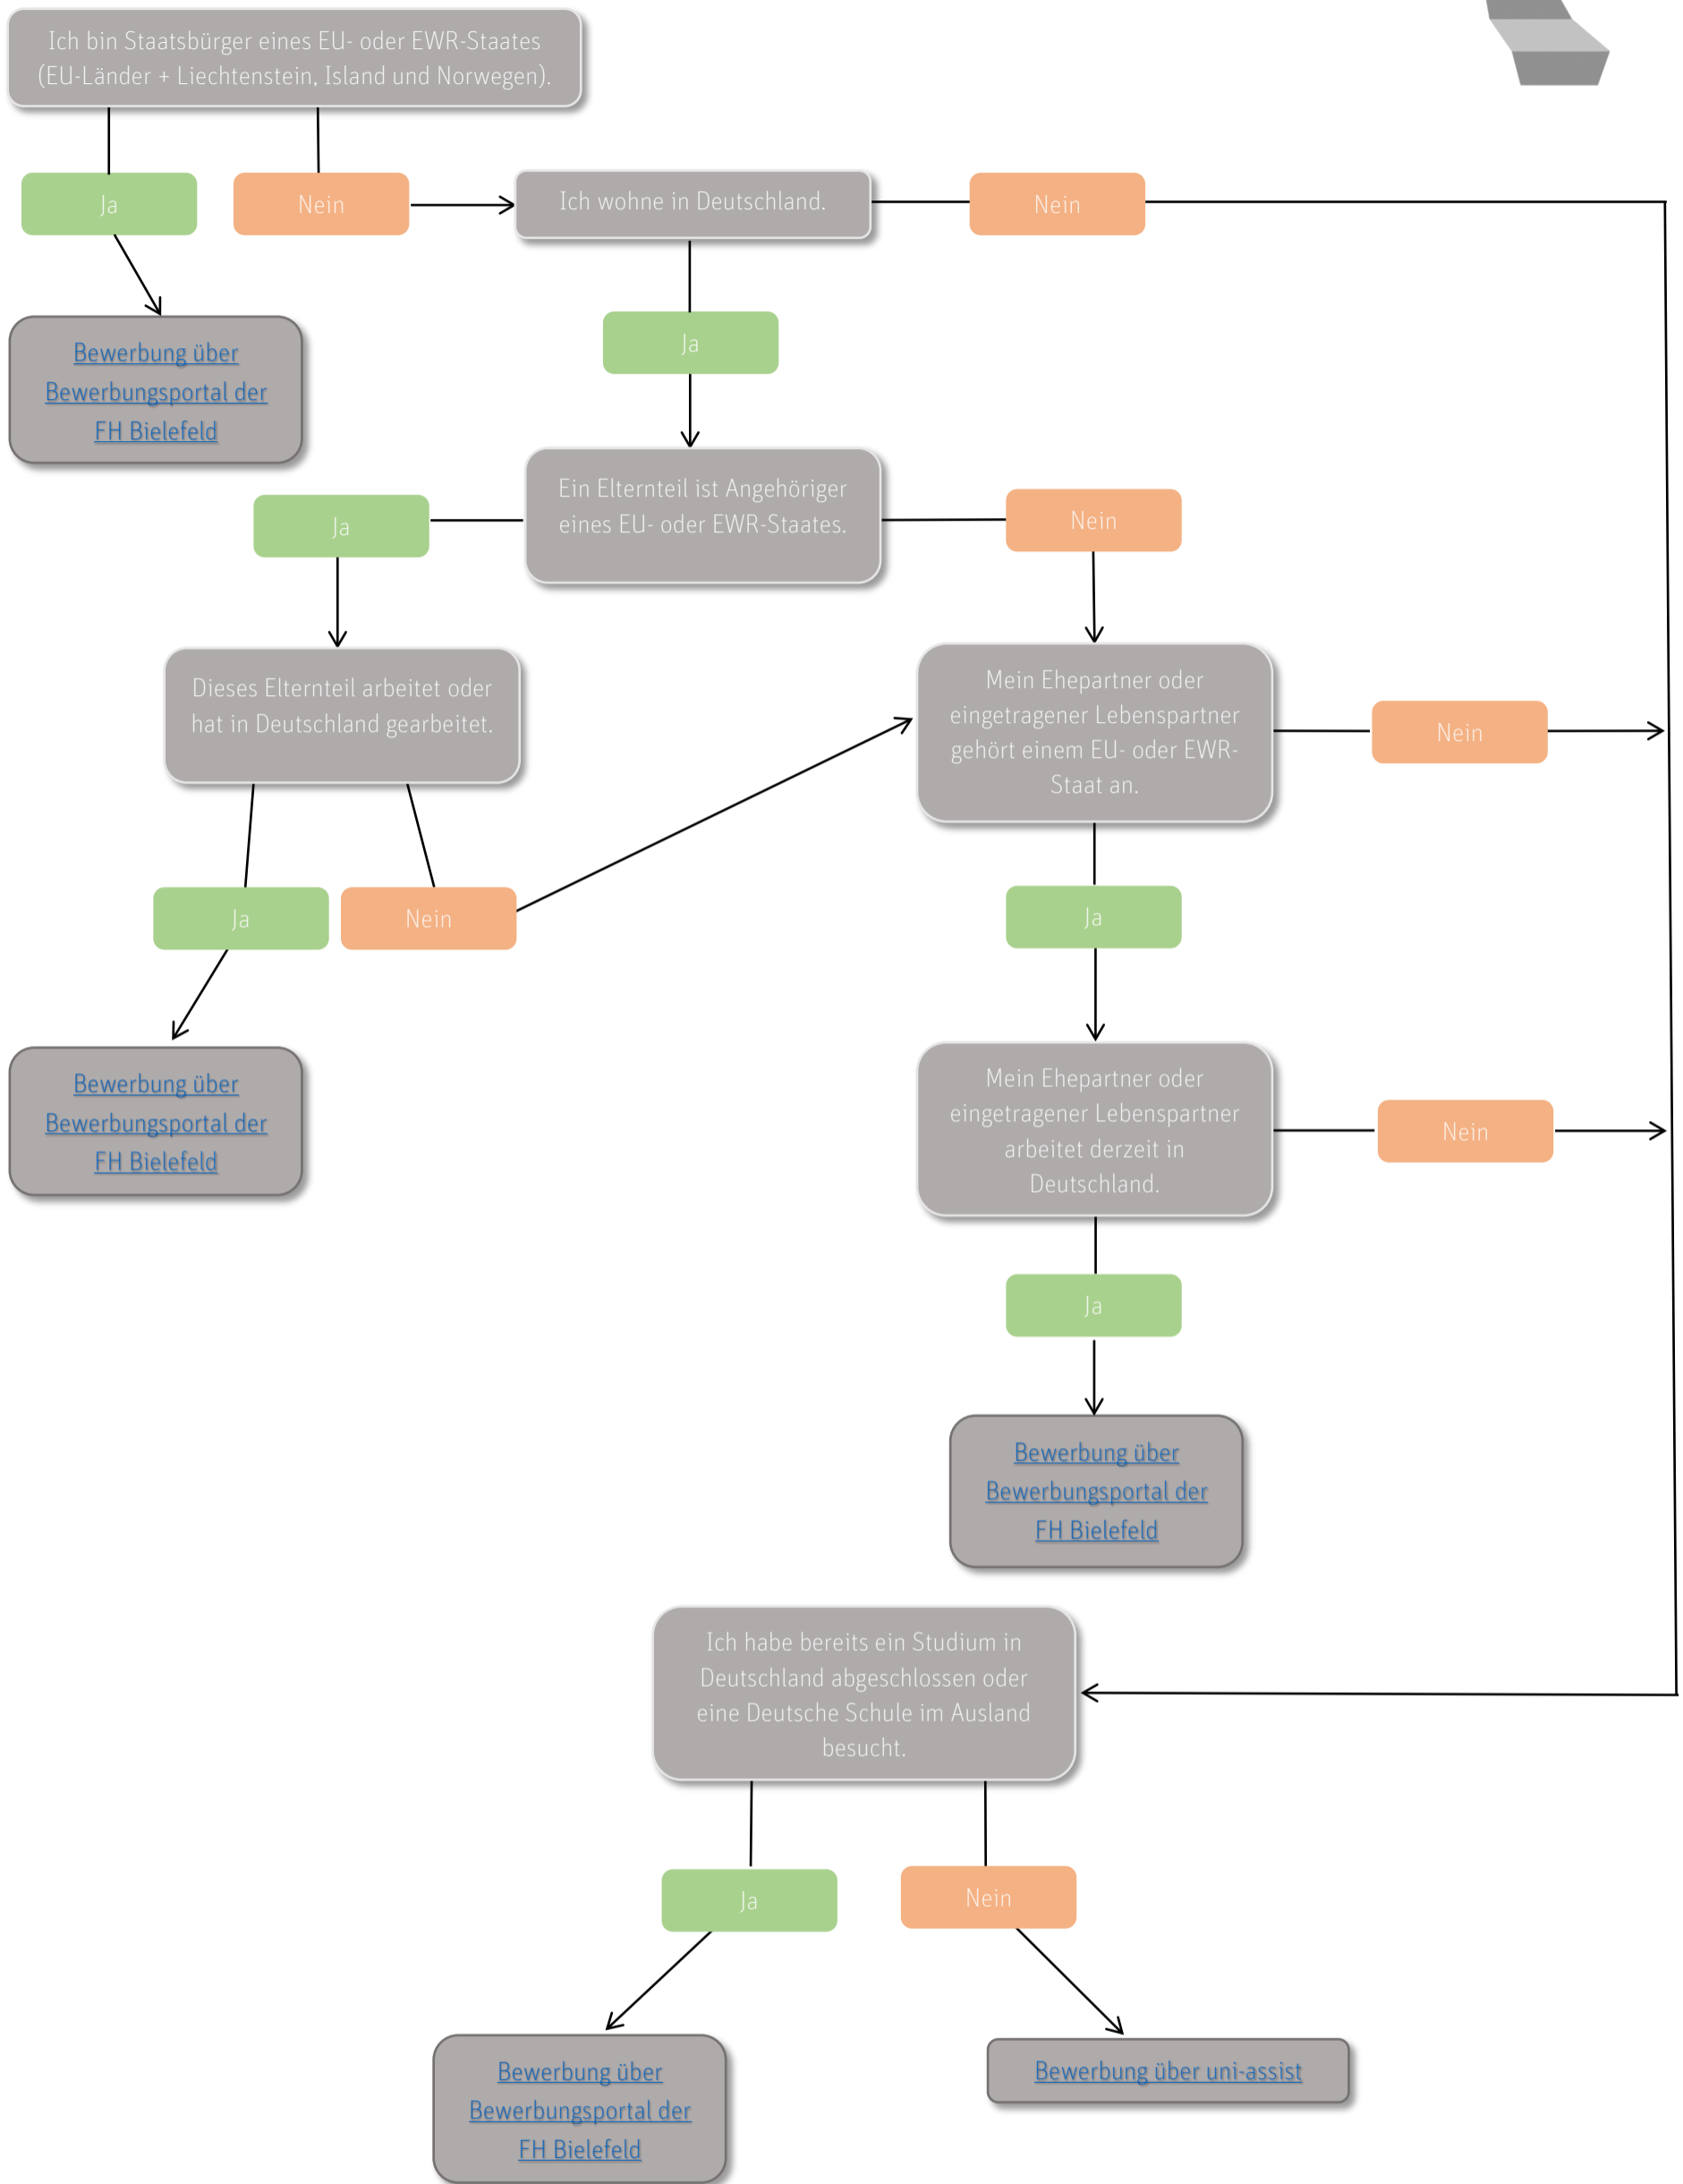 Ich bin Staatsbürger eines EU- oder EWR-Staates
(EU-Länder + Liechtenstein, Island und Norwegen).
Ja
Nein
Ich wohne in Deutschland.
Nein
Ja
Bewerbung über
Bewerbungsportal der
FH Bielefeld
Ein Elternteil ist Angehöriger
eines EU- oder EWR-Staates.
Ja
Nein
Dieses Elternteil arbeitet oder
hat in Deutschland gearbeitet.
Mein Ehepartner oder
eingetragener Lebenspartner
gehört einem EU- oder EWR-
Staat an.
Nein
Ja
Nein
Ja
Bewerbung über
Bewerbungsportal der
FH Bielefeld
Mein Ehepartner oder
eingetragener Lebenspartner
arbeitet derzeit in
Deutschland.
Nein
Ja
Bewerbung über
Bewerbungsportal der
FH Bielefeld
Ich habe bereits ein Studium in
Deutschland abgeschlossen oder
eine Deutsche Schule im Ausland
besucht.
Ja
Nein
Bewerbung über
Bewerbungsportal der
FH Bielefeld
Bewerbung über uni-assist